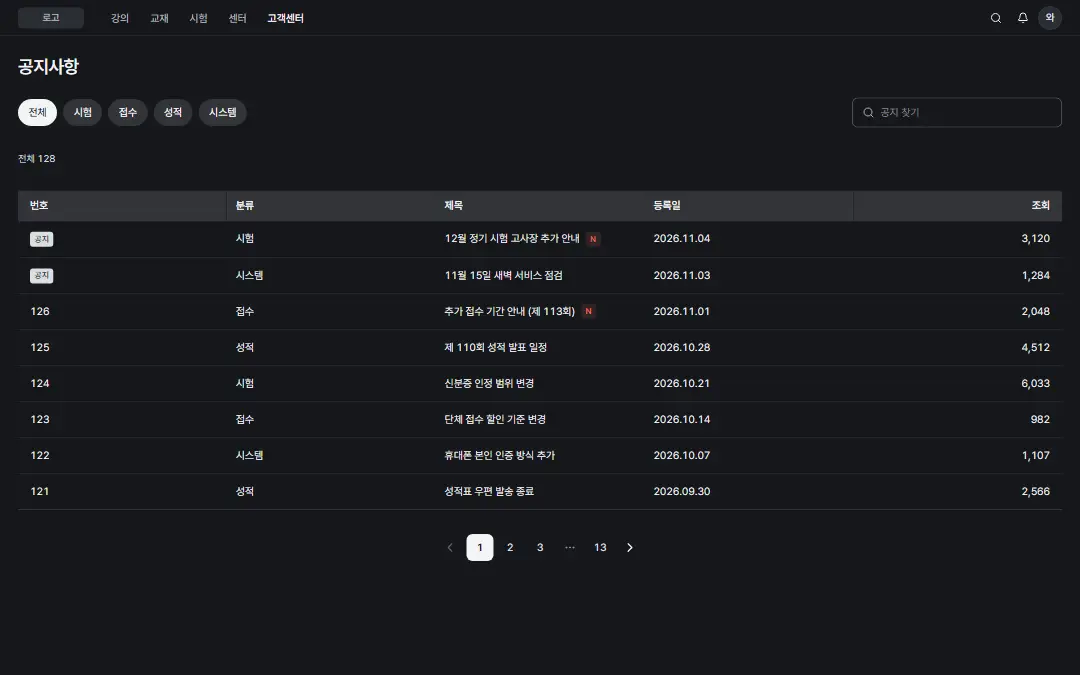 로고 강의 교재 시험 센터 고객센터 와
공지사항
전체 시험 접수 성적 시스템 공지 찾기
전체 128
번호 분류 제목 등록일 조회
공지 시험 12월 정기 시험 고사장 추가 안내 N 2026.11.04 3,120
공지 시스템 11월 15일 새벽 서비스 점검 2026.11.03 1,284
126 접수 추가 접수 기간 안내 (제 113회) N 2026.11.01 2,048
125 성적 제 110회 성적 발표 일정 2026.10.28 4,512
124 시험 신분증 인정 범위 변경 2026.10.21 6,033
123 접수 단체 접수 할인 기준 변경 2026.10.14 982
122 시스템 휴대폰 본인 인증 방식 추가 2026.10.07 1,107
121 성적 성적표 우편 발송 종료 2026.09.30 2,566
1 2 3 ··· 13